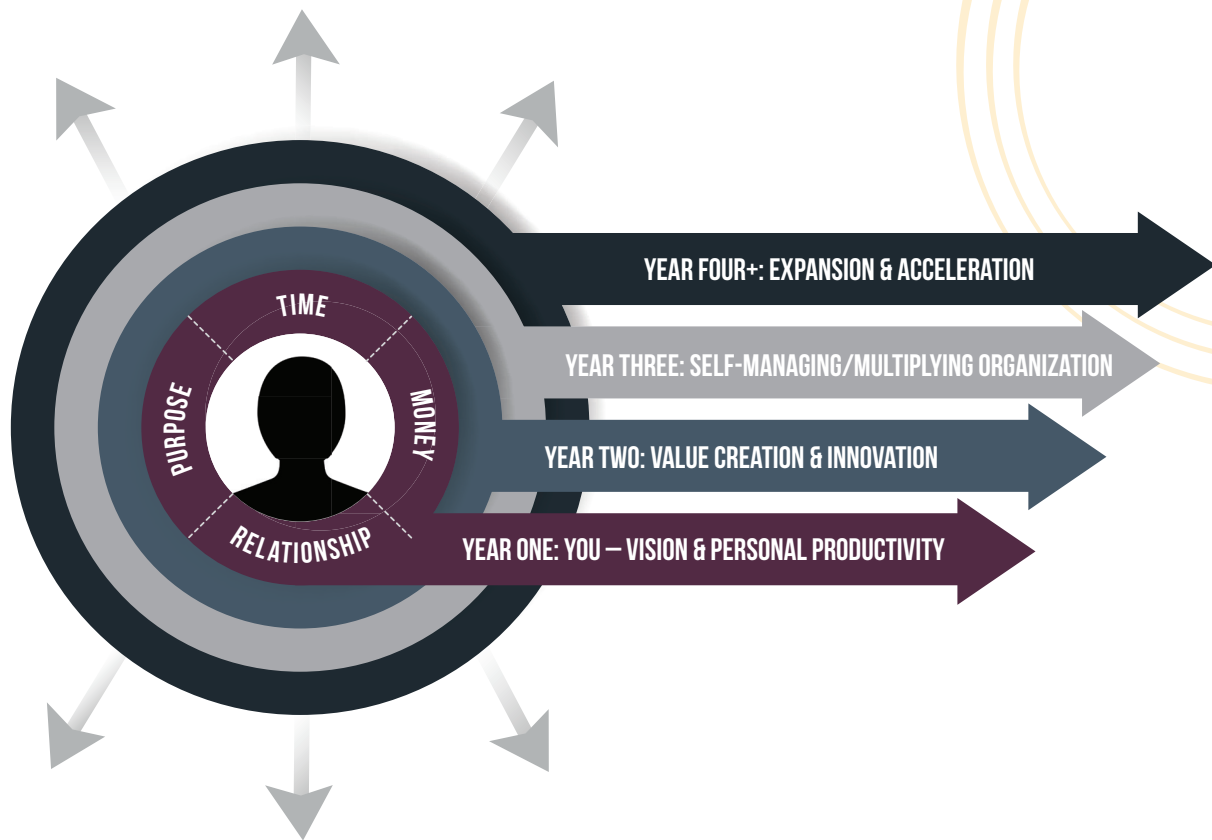 TIME
PURPOSE
MONEY
RELATIONSHIP
YEAR FOUR+: EXPANSION & ACCELERATION
YEAR THREE: SELF-MANAGING/MULTIPLYING ORGANIZATION
YEAR TWO: VALUE CREATION & INNOVATION
YEAR ONE: YOU – VISION & PERSONAL PRODUCTIVITY